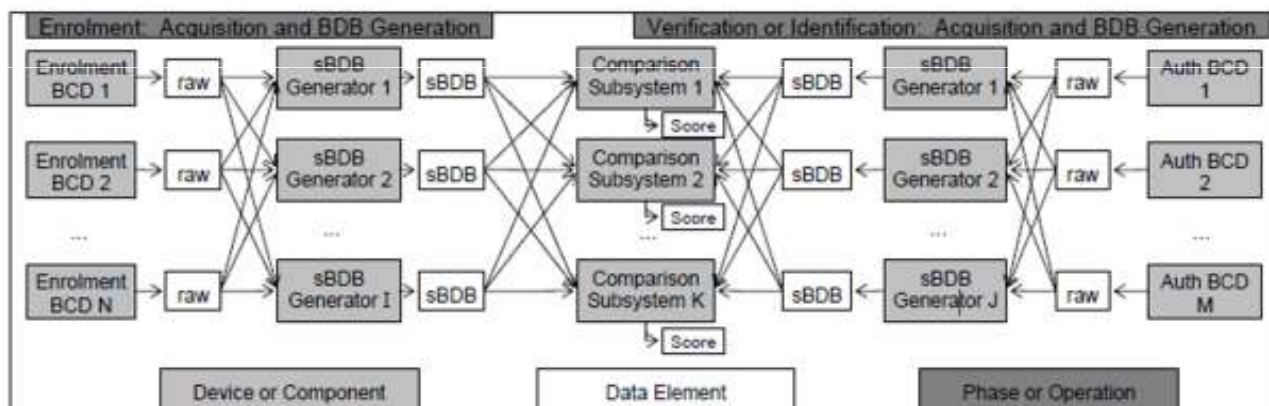 Enrolment: Acquisition and BDB Generation
Verification or Identification: Acquisition and BDB Generation
Enrolment
BCD 1
raw
sBDB
Generator 1
sBDB
Comparison
Subsystem 1
Score
sBDB
sBDB
Generator 1
raw
Auth BCD
1
Enrolment
BCD 2
raw
sBDB
Generator 2
sBDB
Comparison
Subsystem 2
Score
sBDB
sBDB
Generator 2
raw
Auth BCD
2
...
...
...
...
...
Enrolment
BCD N
raw
sBDB
Generator I
sBDB
Comparison
Subsystem K
Score
sBDB
sBDB
Generator J
raw
Auth BCD
M
Device or Component
Data Element
Phase or Operation